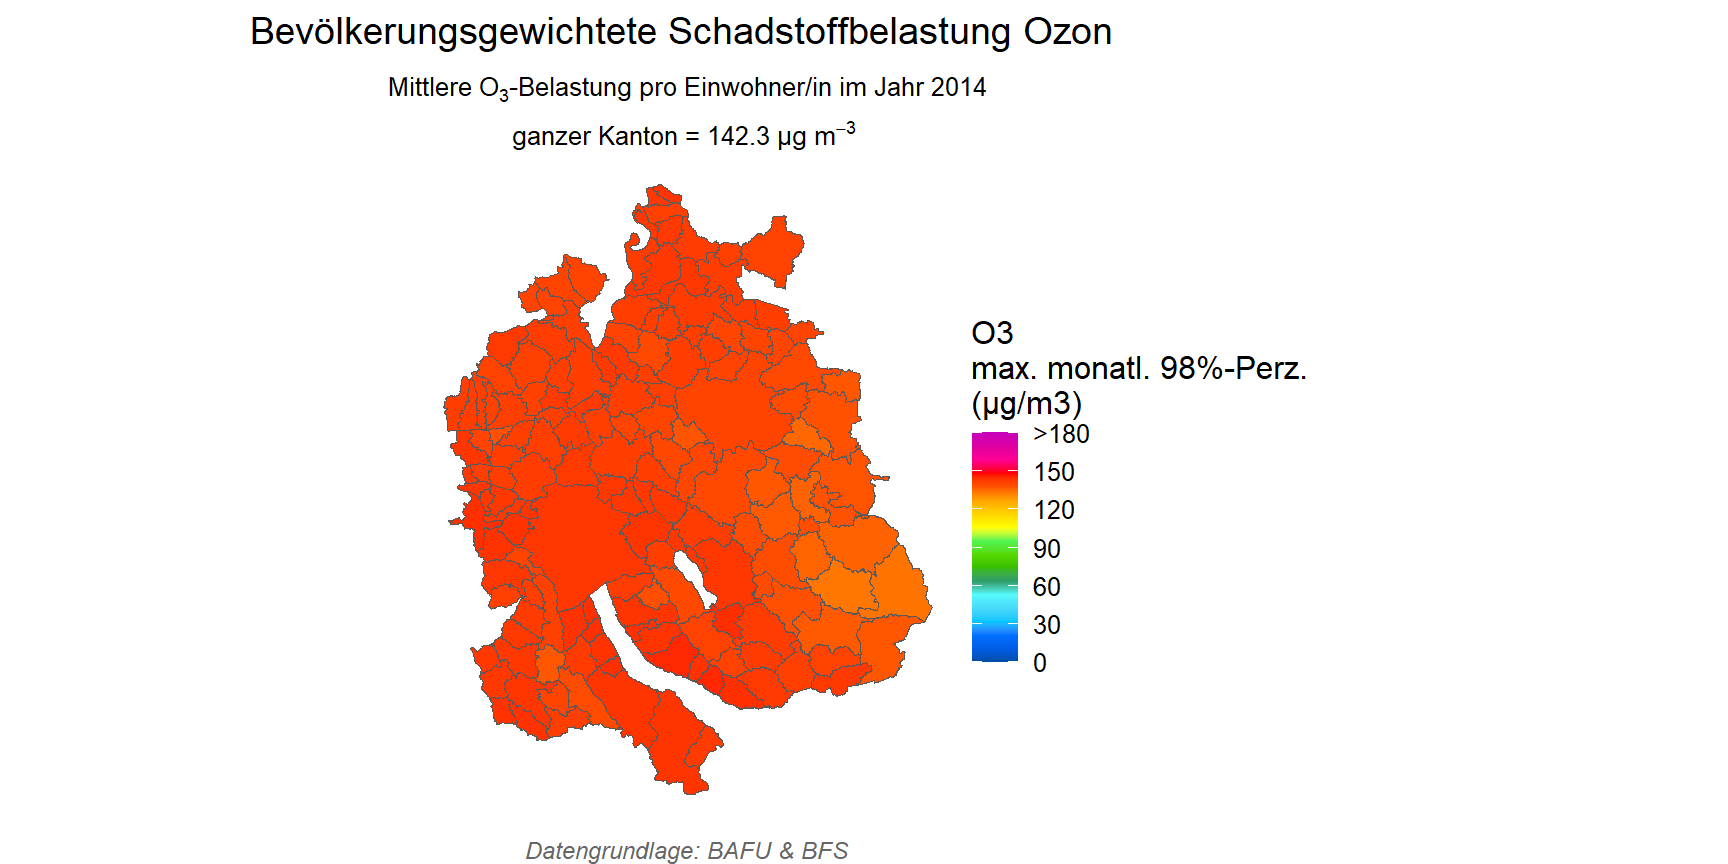 Bevölkerungsgewichtete Schadstoffbelastung Ozon
Mittlere O₃-Belastung pro Einwohner/in im Jahr 2014
ganzer Kanton = 142.3 µg m⁻³
O3
max. monatl. 98%-Perz.
(µg/m3)
>180
150
120
90
60
30
0
Datengrundlage: BAFU & BFS